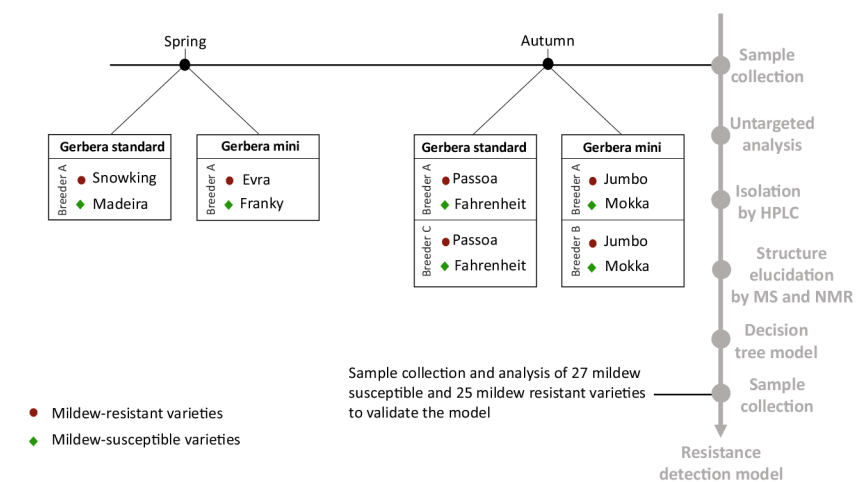 Spring
Autumn
Sample
collection
Untargeted
analysis
Isolation
by HPLC
Structure
elucidation
by MS and NMR
Decision
tree model
Sample
collection
Resistance
detection model
Gerbera standard
Breeder A
Snowking
Madeira
Gerbera mini
Breeder A
Evra
Franky
Gerbera standard
Breeder A
Passoa
Fahrenheit
Breeder C
Passoa
Fahrenheit
Gerbera mini
Breeder A
Jumbo
Mokka
Breeder B
Jumbo
Mokka
Sample collection and analysis of 27 mildew
susceptible and 25 mildew resistant varieties
to validate the model
Mildew-resistant varieties
Mildew-susceptible varieties